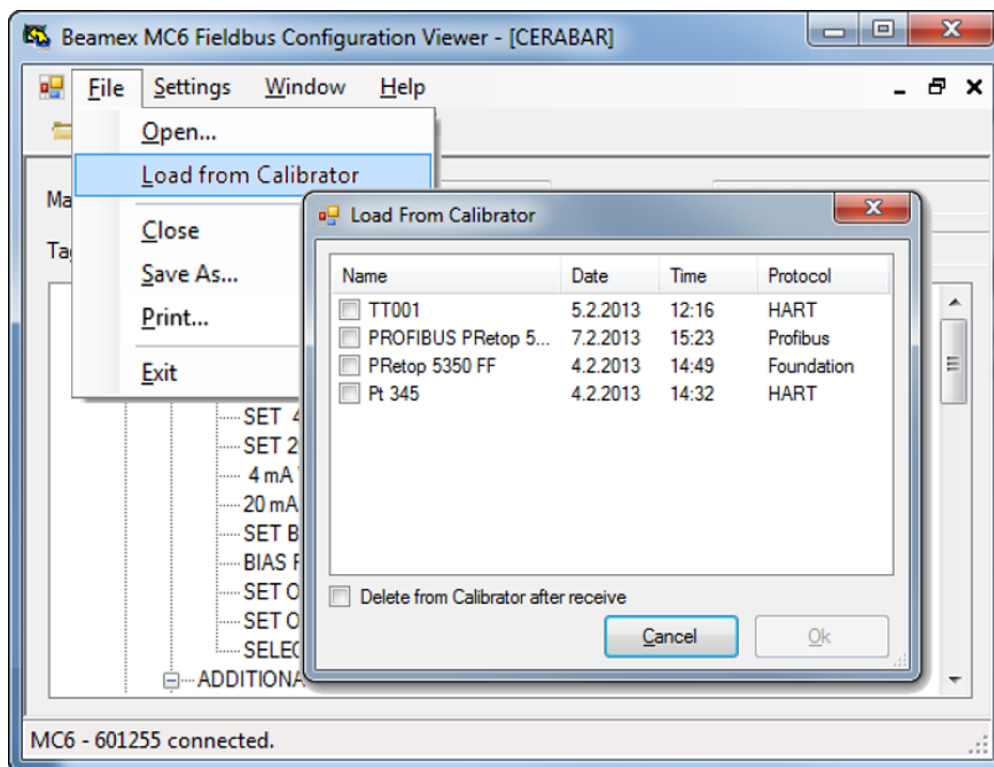 Beamex MC6 Fieldbus Configuration Viewer - [CERABAR]
File Settings Window Help
Open...
Load from Calibrator
Close
Save As...
Print...
Exit
Load From Calibrator
Name Date Time Protocol
TT001 5.2.2013 12:16 HART
PROFIBUS PRetop 5... 7.2.2013 15:23 Profibus
PRetop 5350 FF 4.2.2013 14:49 Foundation
Pt 345 4.2.2013 14:32 HART
Delete from Calibrator after receive
Cancel Ok
Ma
Ta
SET 4
SET 2
4 mA
20 mA
SET B
BIAS
SET O
SET O
SELEC
ADDITIONA
MC6 - 601255 connected.